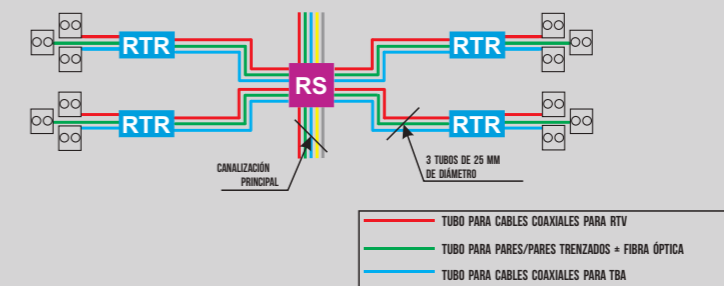 RTR
RTR
RS
RTR
RTR
CANALIZACIÓN
PRINCIPAL
3 TUBOS DE 25 MM
DE DIÁMETRO
TUBO PARA CABLES COAXIALES PARA RTV
TUBO PARA PARES/PARES TRENZADOS ± FIBRA ÓPTICA
TUBO PARA CABLES COAXIALES PARA TBA